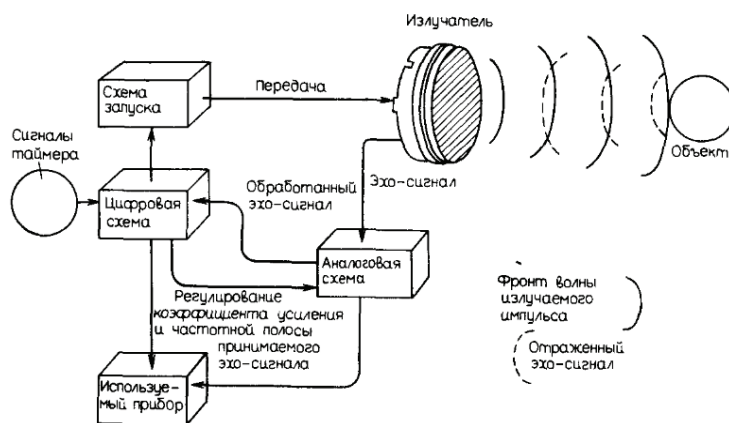 Излучатель
Схема
запуска
Передача
Сигналы
таймера
Объект
Обработанный
эхо-сигнал
Эхо-сигнал
Цифровая
схема
Аналоговая
схема
Регулирование
коэффициента усиления
и частотной полосы
принимаемого
эхо-сигнала
Фронт волны
излучаемого
импульса
Отраженный
эхо-сигнал
Используе-
мый прибор